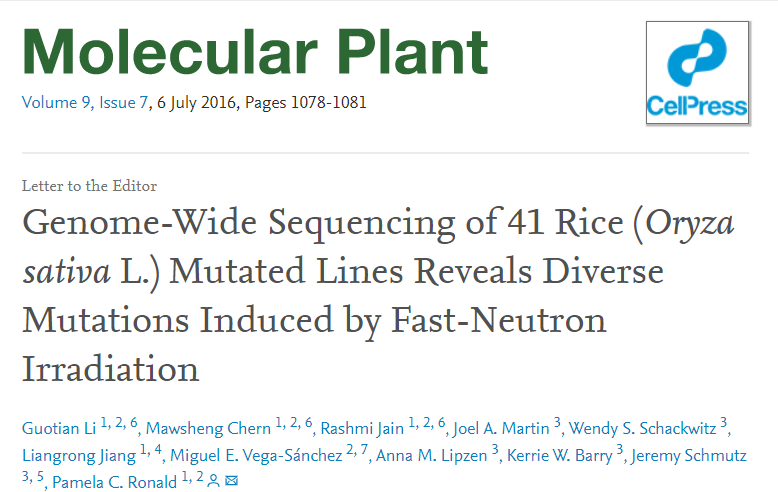 Molecular Plant
CellPress
Volume 9, Issue 7, 6 July 2016, Pages 1078-1081
Letter to the Editor
Genome-Wide Sequencing of 41 Rice (Oryza
sativa L.) Mutated Lines Reveals Diverse
Mutations Induced by Fast-Neutron
Irradiation
Guotian Li 1, 2, 6, Mawsheng Chern 1, 2, 6, Rashmi Jain 1, 2, 6, Joel A. Martin 3, Wendy S. Schackwitz 3,
Liangrong Jiang 1, 4, Miguel E. Vega-Sánchez 2, 7, Anna M. Lipzen 3, Kerrie W. Barry 3, Jeremy Schmutz
3, 5, Pamela C. Ronald 1, 2